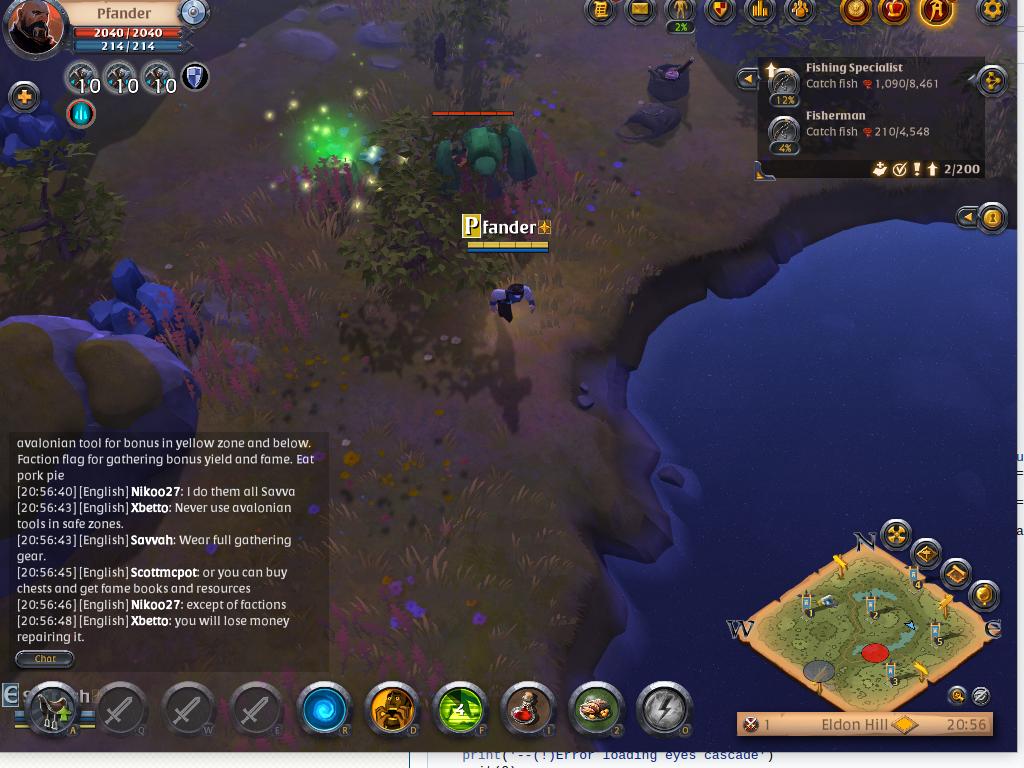 Pfander
2040/2040
214/214
10 10 10
2%
Fishing Specialist
Catch fish 1,090/8,461
12%
Fisherman
Catch fish 210/4,548
4%
2/200
Pfander
avalonian tool for bonus in yellow zone and below.
Faction flag for gathering bonus yield and fame. Eat
pork pie
[20:56:40] [English] Nikoo27: I do them all Savva
[20:56:43] [English] Xbetto: Never use avalonian
tools in safe zones.
[20:56:43] [English] Savvah: Wear full gathering
gear.
[20:56:45] [English] Scottmcpot: or you can buy
chests and get fame books and resources
[20:56:46] [English] Nikoo27: except of factions
[20:56:48] [English] Xbetto: you will lose money
repairing it.
Chat
A Q W E R D F 1 2 O
N
W
E
1 2 3 4 5
1 Eldon Hill 20:56
print('--(!)Error loading eyes cascade')